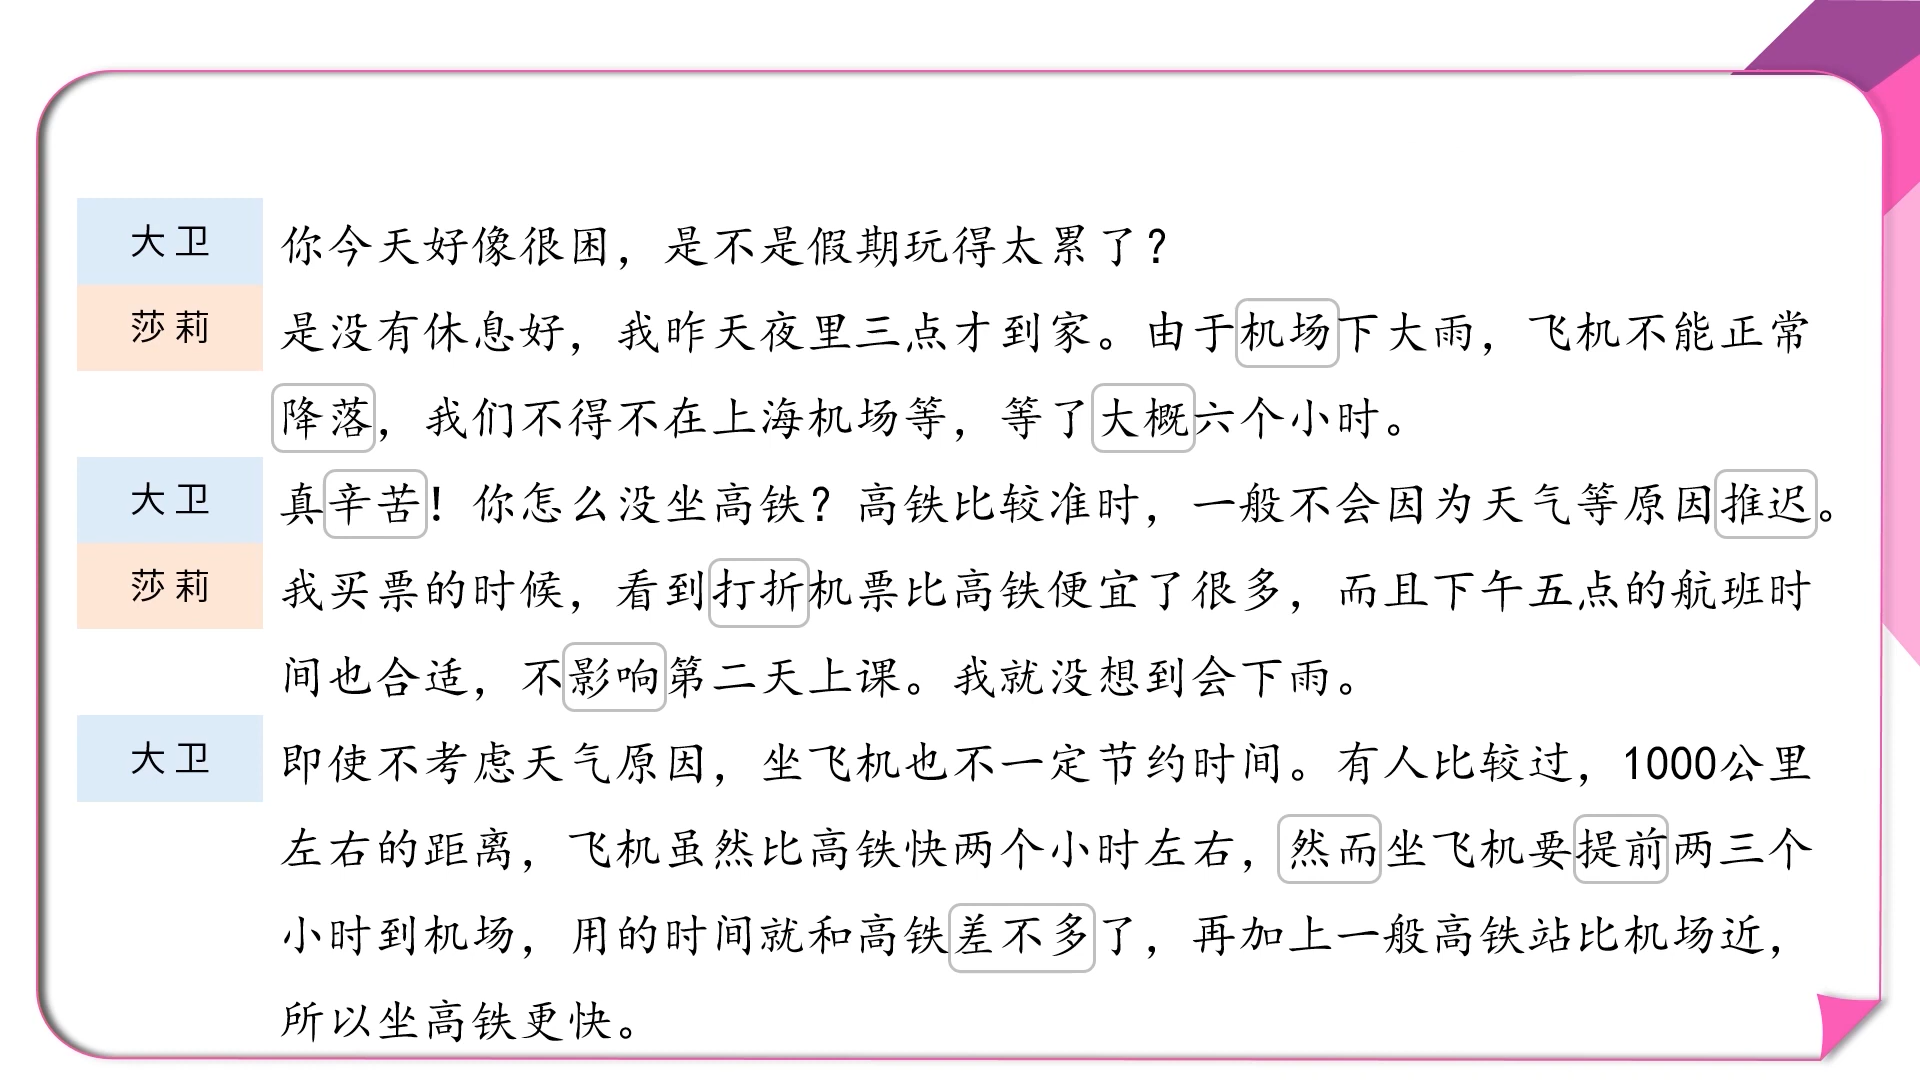 大卫 你今天好像很困，是不是假期玩得太累了？
莎莉 是没有休息好，我昨天夜里三点才到家。由于机场下大雨，飞机不能正常
降落，我们不得不在上海机场等，等了大概六个小时。
大卫 真辛苦！你怎么没坐高铁？高铁比较准时，一般不会因为天气等原因推迟。
莎莉 我买票的时候，看到打折机票比高铁便宜了很多，而且下午五点的航班时
间也合适，不影响第二天上课。我就没想到会下雨。
大卫 即使不考虑天气原因，坐飞机也不一定节约时间。有人比较过，1000公里
左右的距离，飞机虽然比高铁快两个小时左右，然而坐飞机要提前两三个
小时到机场，用的时间就和高铁差不多了，再加上一般高铁站比机场近，
所以坐高铁更快。